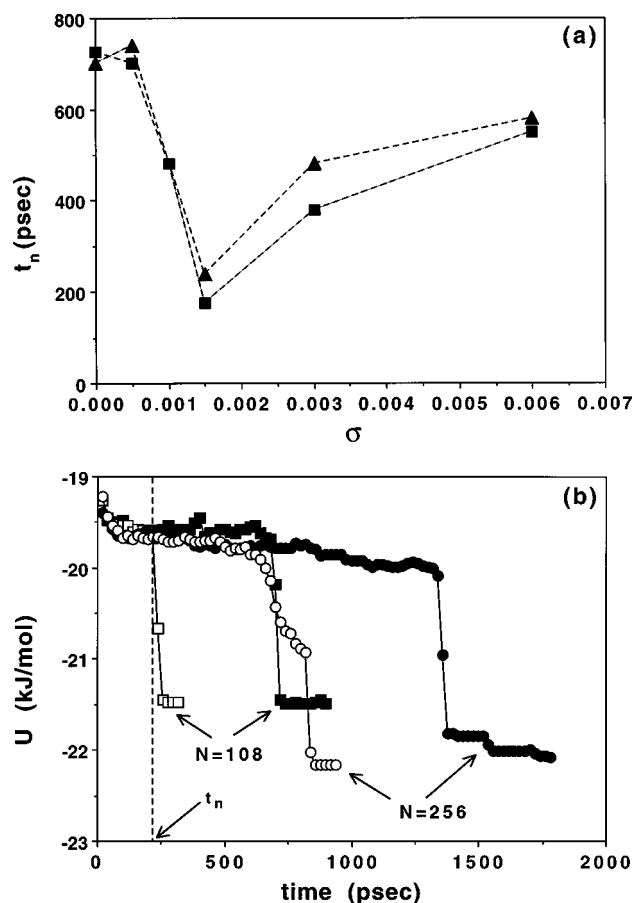 (a)
800
600
400
200
0
t_n (psec)
0.000 0.001 0.002 0.003 0.004 0.005 0.006 0.007
σ
(b)
-19
-20
-21
-22
-23
U (kJ/mol)
N=108
N=256
t_n
0 500 1000 1500 2000
time (psec)